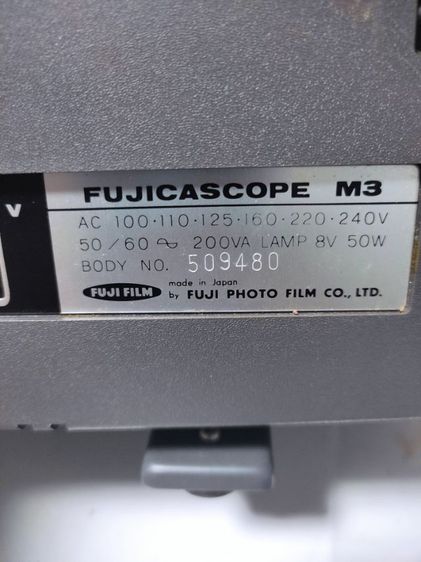 V
FUJICASCOPE M3
AC 100·110·125·160·220·240V
50/60 ∿ 200VA LAMP 8V 50W
BODY NO. 509480
FUJI FILM made in Japan
by FUJI PHOTO FILM CO., LTD.